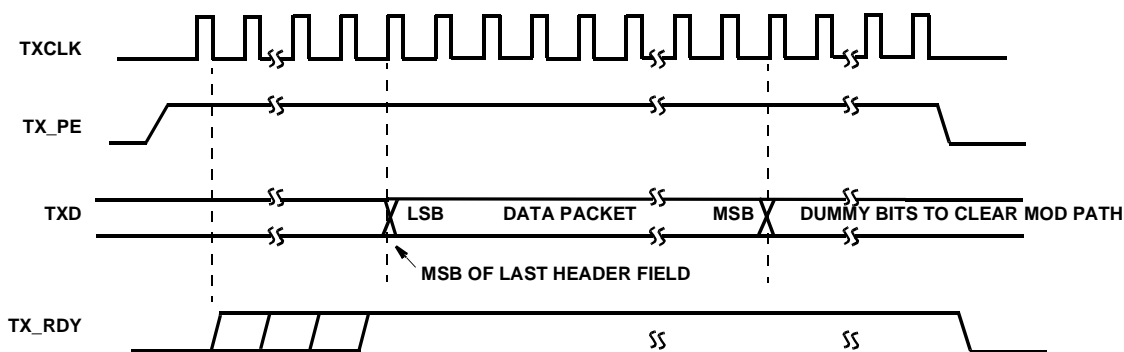 TXCLK
TX_PE
TXD
LSB DATA PACKET MSB DUMMY BITS TO CLEAR MOD PATH
MSB OF LAST HEADER FIELD
TX_RDY